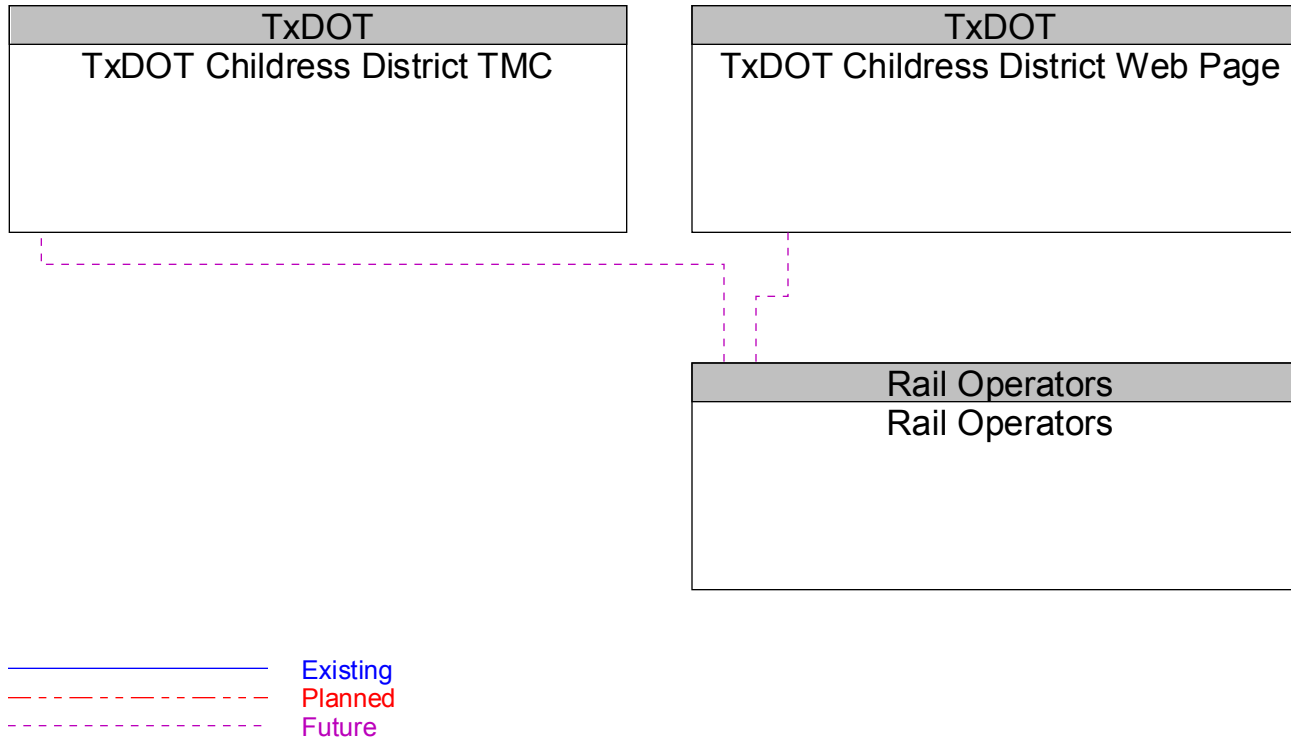 TxDOT
TxDOT Childress District TMC
TxDOT
TxDOT Childress District Web Page
Rail Operators
Rail Operators
Existing
Planned
Future